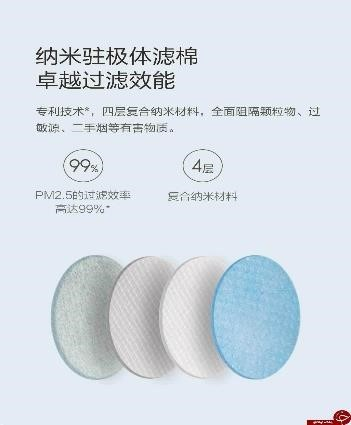 纳米驻极体滤棉
卓越过滤效能
专利技术*，四层复合纳米材料，全面阻隔颗粒物、过
敏源、二手烟等有害物质。
99%
4层
PM2.5的过滤效率
高达99%*
复合纳米材料